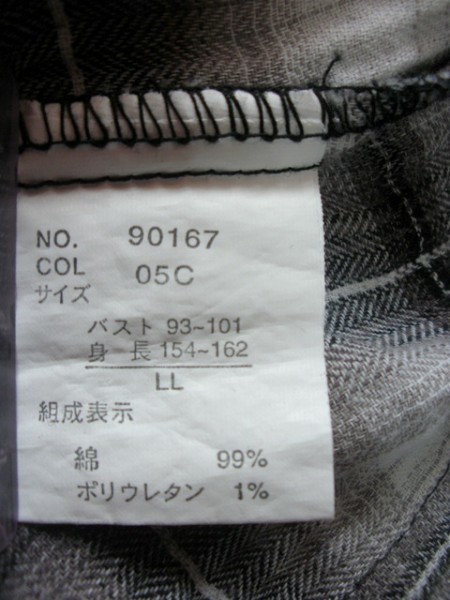 NO. 90167
COL 05C
サイズ
バスト 93~101
身 長 154~162
LL
組成表示
綿 99%
ポリウレタン 1%